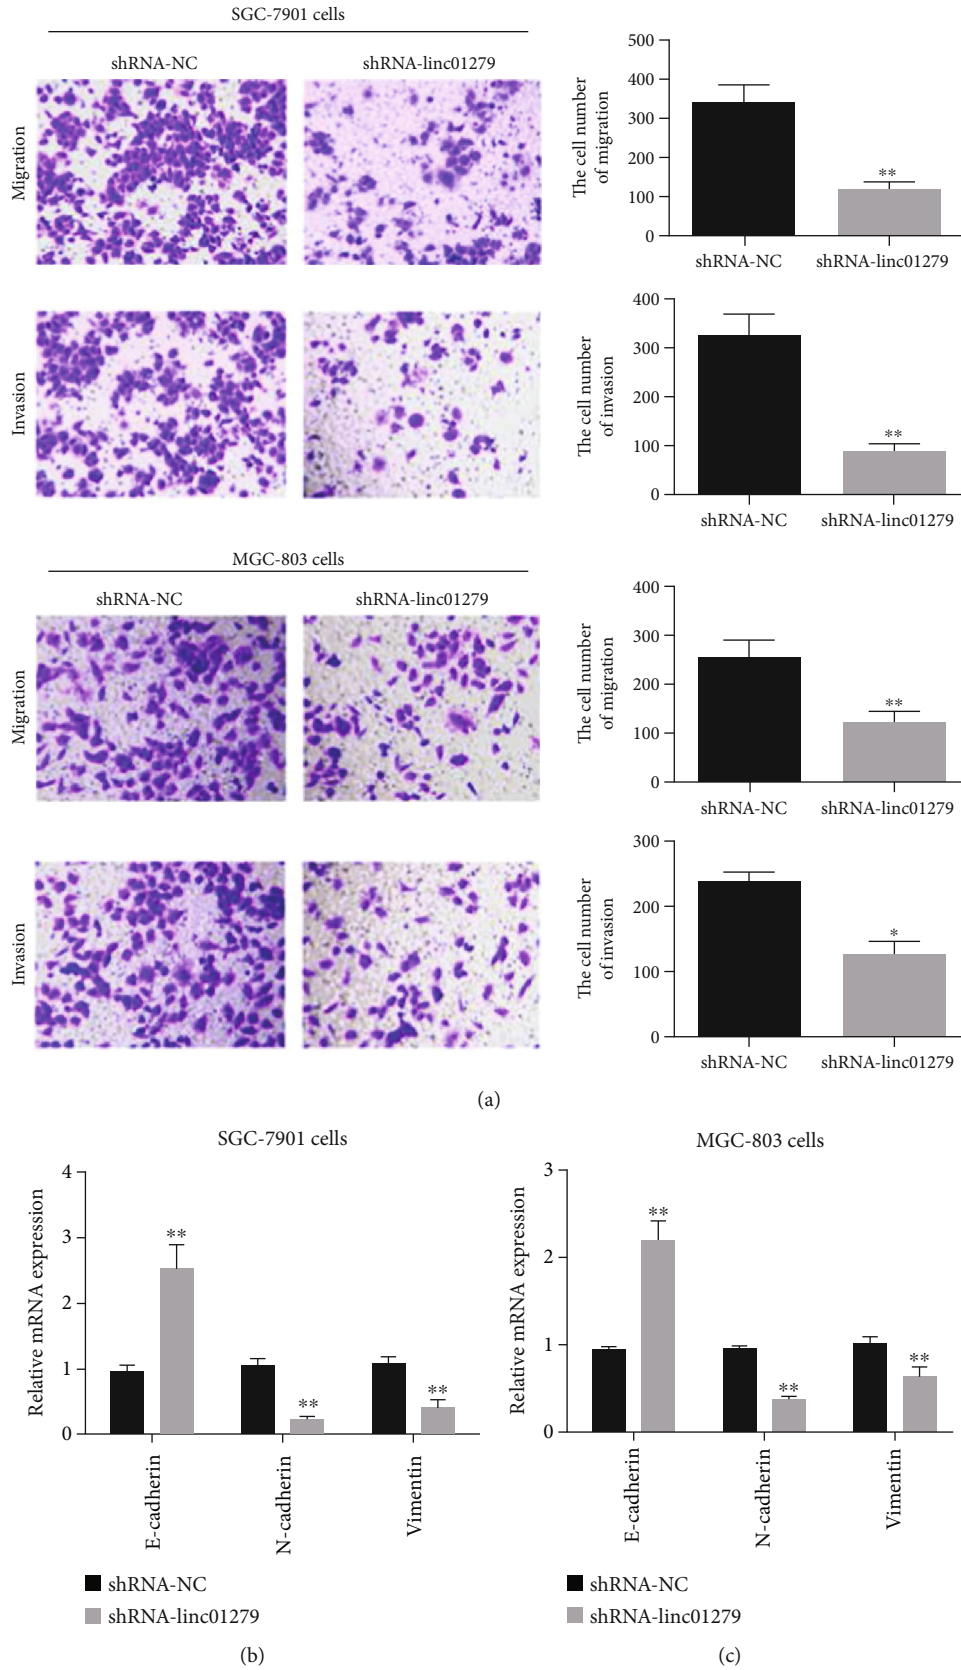 SGC-7901 cells
shRNA-NC shRNA-linc01279
Migration
Invasion
500
400
300
200
100
0
The cell number
of migration
**
shRNA-NC shRNA-linc01279
400
300
200
100
0
The cell number
of invasion
**
shRNA-NC shRNA-linc01279
MGC-803 cells
shRNA-NC shRNA-linc01279
Migration
Invasion
400
300
200
100
0
The cell number
of migration
**
shRNA-NC shRNA-linc01279
300
200
100
0
The cell number
of invasion
*
shRNA-NC shRNA-linc01279
(a)
SGC-7901 cells
4
3
2
1
0
Relative mRNA expression
**
**
**
E-cadherin
N-cadherin
Vimentin
shRNA-NC
shRNA-linc01279
(b)
MGC-803 cells
3
2
1
0
Relative mRNA expression
**
**
**
E-cadherin
N-cadherin
Vimentin
shRNA-NC
shRNA-linc01279
(c)